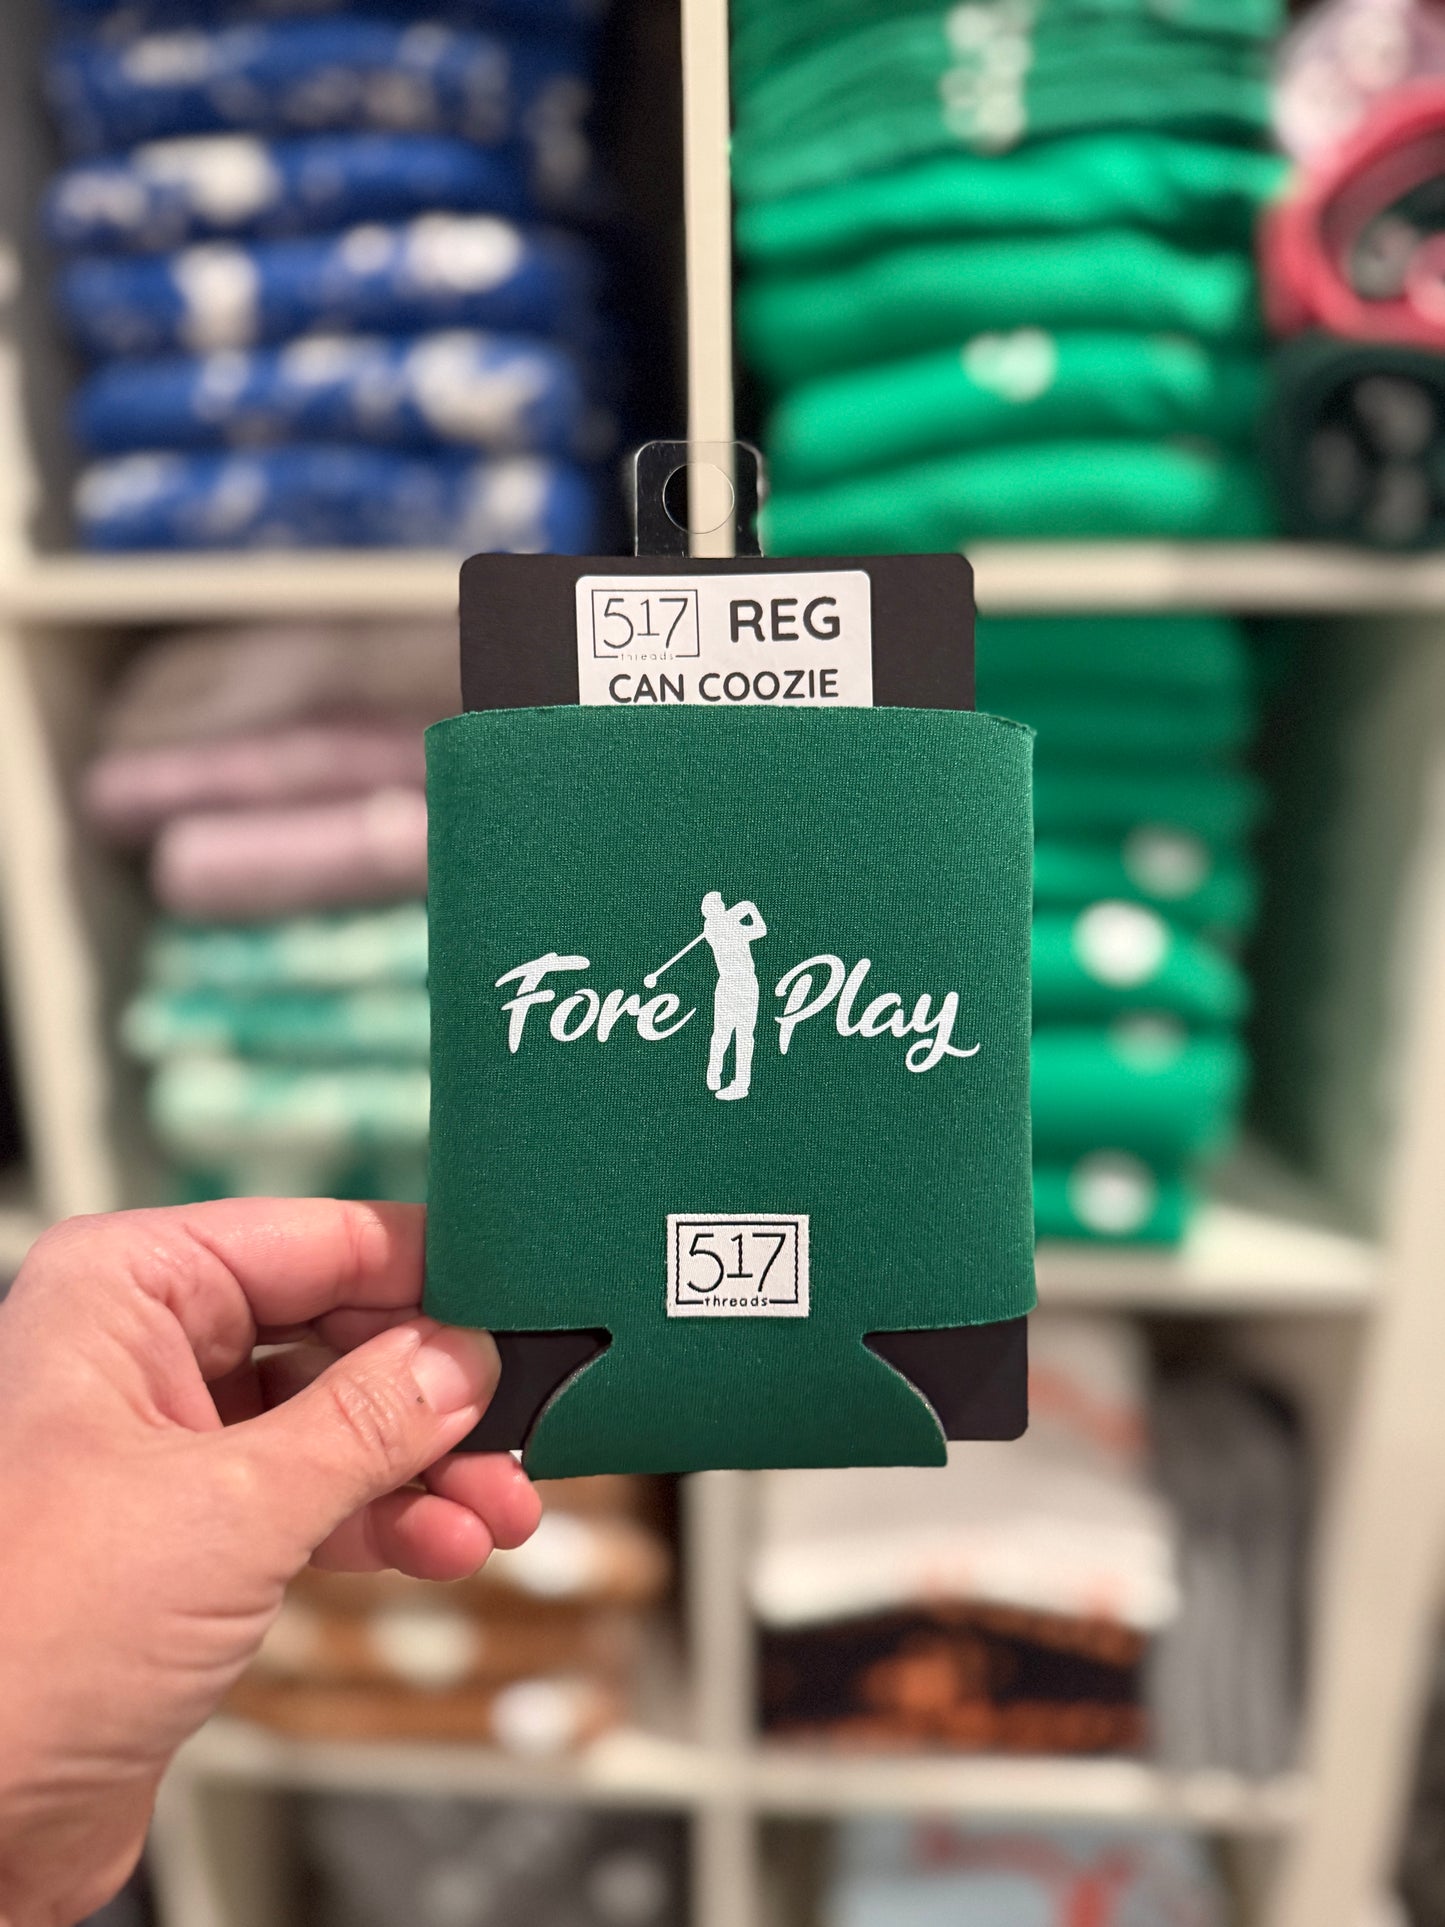 517 REG
threads
CAN COOZIE
Fore Play
517
threads